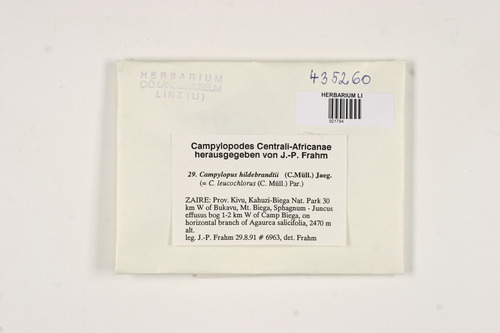 HERBARIUM
O.Ö. LANDESMUSEUM
LINZ (LI)
435260
HERBARIUM LI
921794
Campylopodes Centrali-Africanae
herausgegeben von J.-P. Frahm
29. Campylopus hildebrandtii (C.Müll.) Jaeg.
(= C. leucochlorus (C. Müll.) Par.)
ZAIRE: Prov. Kivu, Kahuzi-Biega Nat. Park 30
km W of Bukavu, Mt. Biega, Sphagnum - Juncus
effusus bog 1-2 km W of Camp Biega, on
horizontal branch of Agaurea salicifolia, 2470 m
alt.
leg. J.-P. Frahm 29.8.91 # 6963, det. Frahm